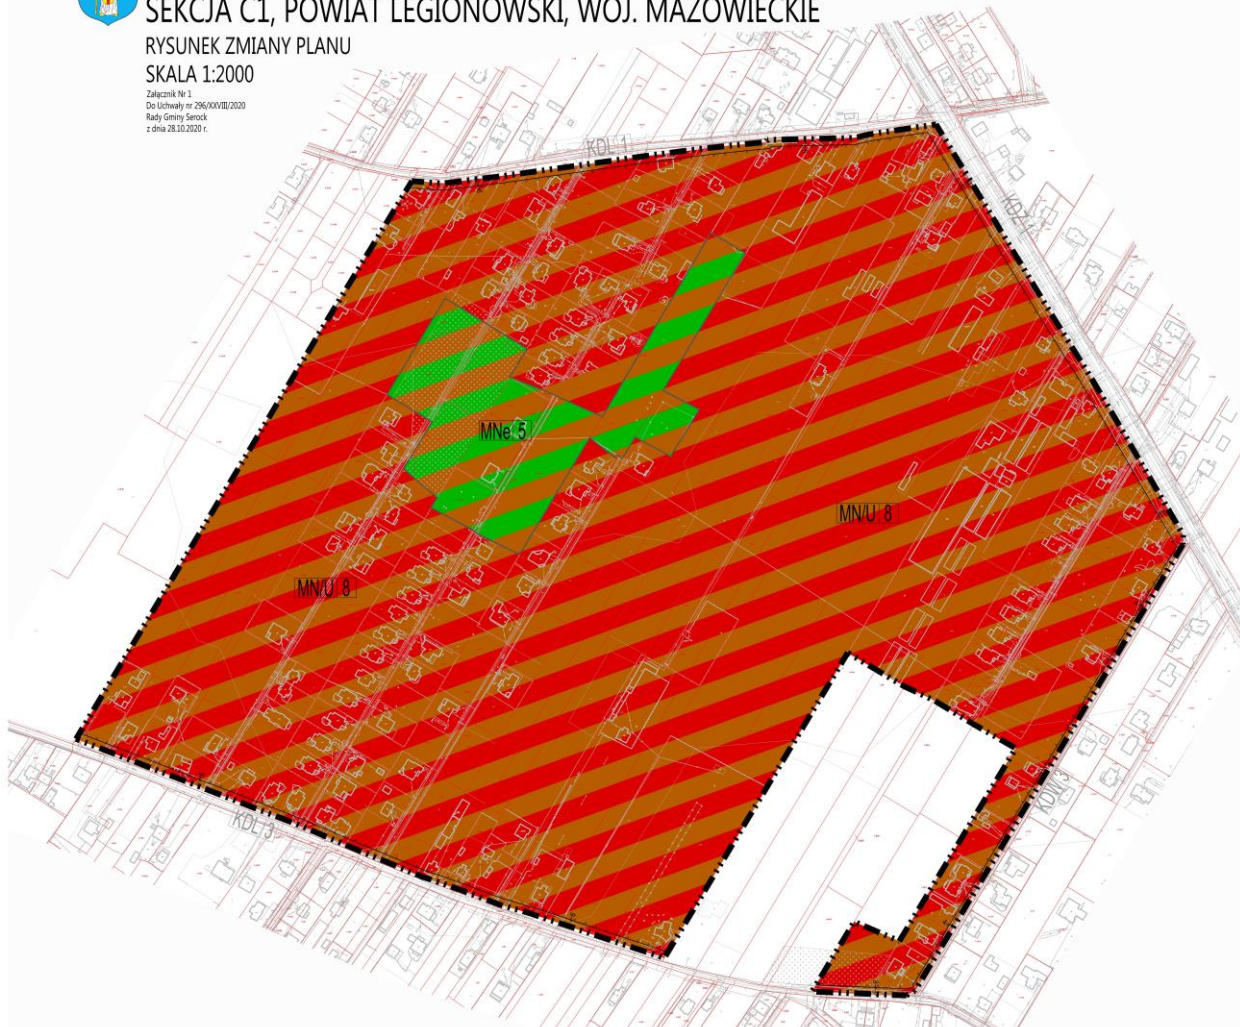 SEKCJA C1, POWIAT LEGIONOWSKI, WOJ. MAZOWIECKIE
RYSUNEK ZMIANY PLANU
SKALA 1:2000
Załącznik Nr 1
Do Uchwały nr 296/XXVIII/2020
Rady Gminy Serock
z dnia 28.10.2020 r.
KDL 1
KDZ 1
MNe 5
MN/U 8
MN/U 8
KDW 3
KDL 3